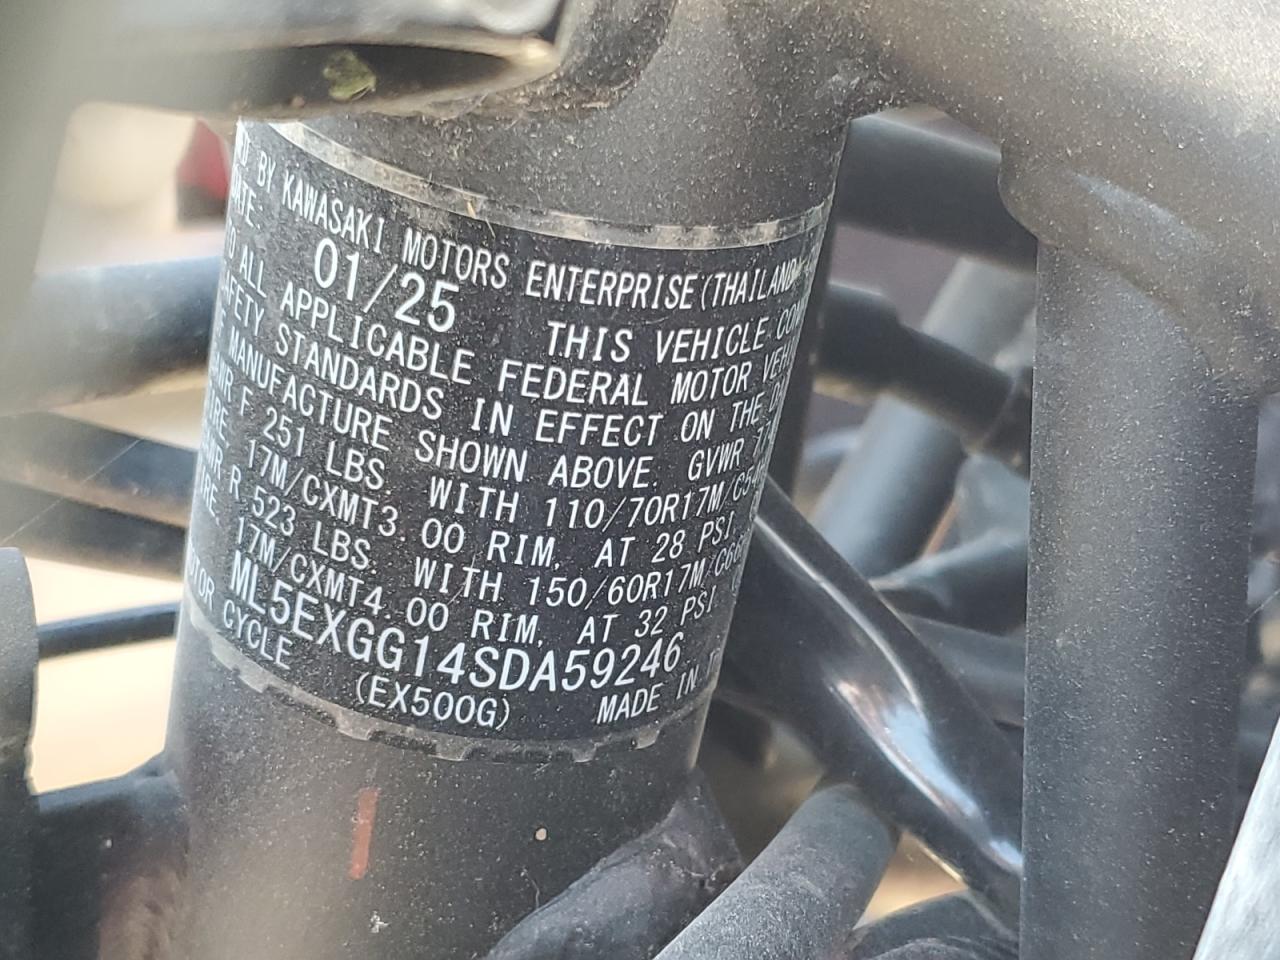 BY KAWASAKI MOTORS ENTERPRISE (THAILAND)
DATE: 01/25 THIS VEHICLE
ALL APPLICABLE FEDERAL MOTOR
SAFETY STANDARDS IN EFFECT ON THE
MANUFACTURE SHOWN ABOVE. GVWR
F 251 LBS. WITH 110/70R17M/C
17M/CXMT3.00 RIM, AT 28 PSI
R 523 LBS. WITH 150/60R17M/C
17M/CXMT4.00 RIM, AT 32 PSI
ML5EXGG14SDA59246
CYCLE (EX500G) MADE IN